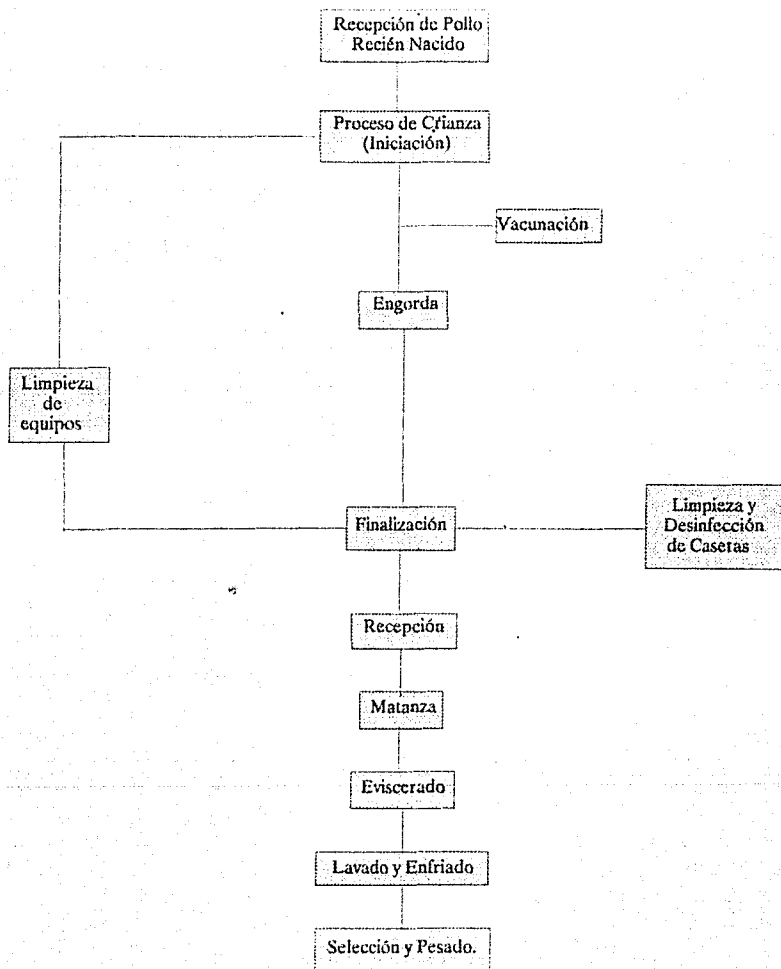 Recepción de Pollo
Recién Nacido
Proceso de Crianza
(Iniciación)
Vacunación
Engorda
Limpieza
de
equipos
Finalización
Limpieza y
Desinfección
de Casetas
Recepción
Matanza
Eviscerado
Lavado y Enfriado
Selección y Pesado.